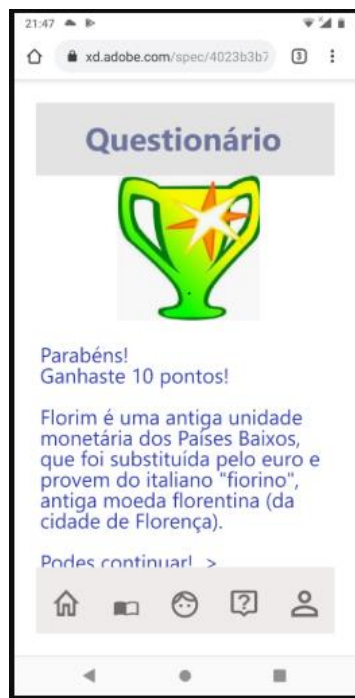 21:47
xd.adobe.com/spec/4023b3b7
3
Questionário
Parabéns!
Ganhaste 10 pontos!
Florim é uma antiga unidade
monetária dos Países Baixos,
que foi substituída pelo euro e
provem do italiano "fiorino",
antiga moeda florentina (da
cidade de Florença).
Podes continuar! >
?